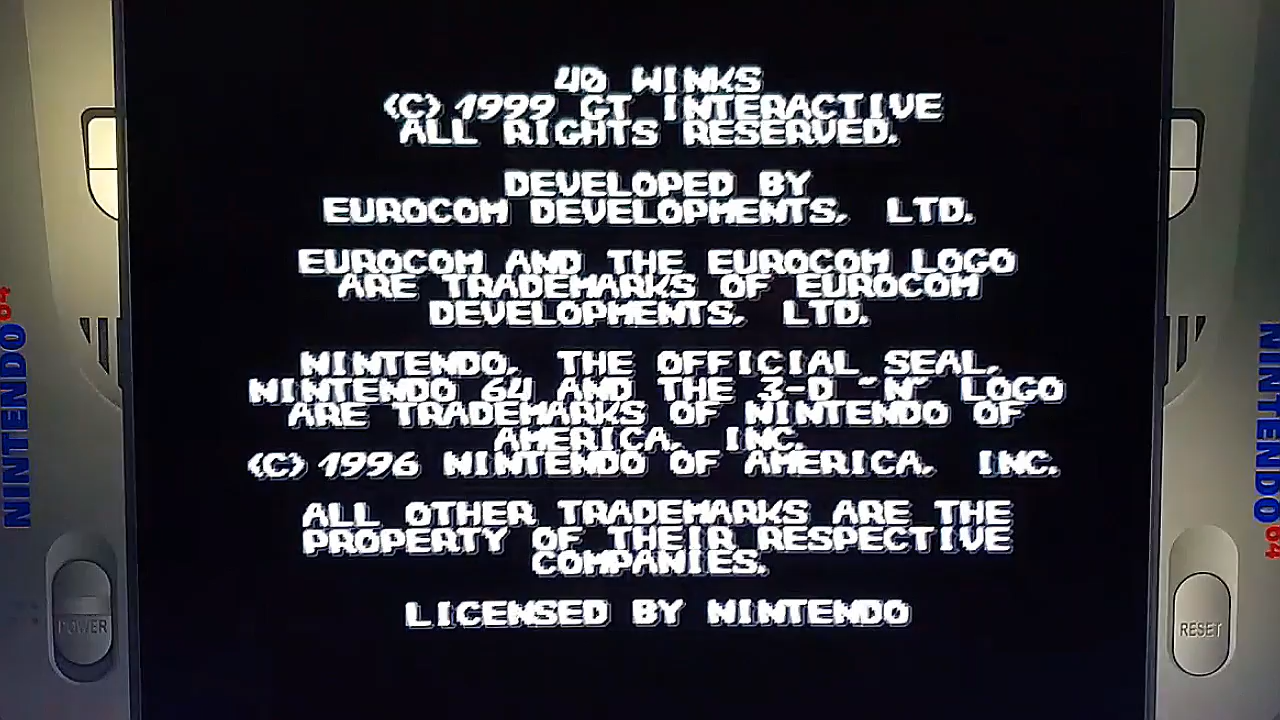 40 WINKS
(C) 1999 GT INTERACTIVE
ALL RIGHTS RESERVED.
DEVELOPED BY
EUROCOM DEVELOPMENTS, LTD.
EUROCOM AND THE EUROCOM LOGO
ARE TRADEMARKS OF EUROCOM
DEVELOPMENTS, LTD.
NINTENDO, THE OFFICIAL SEAL,
NINTENDO 64 AND THE 3-D "N" LOGO
ARE TRADEMARKS OF NINTENDO OF
AMERICA, INC.
(C) 1996 NINTENDO OF AMERICA, INC.
ALL OTHER TRADEMARKS ARE THE
PROPERTY OF THEIR RESPECTIVE
COMPANIES.
LICENSED BY NINTENDO
NINTENDO 64
POWER
NINTENDO 64
RESET